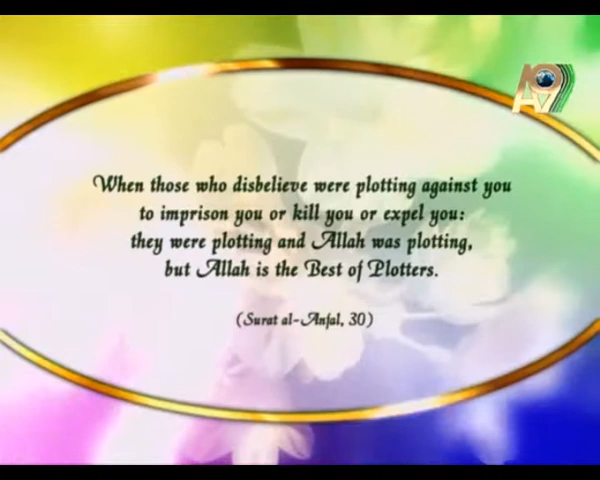 A9
When those who disbelieve were plotting against you
to imprison you or kill you or expel you:
they were plotting and Allah was plotting,
but Allah is the Best of Plotters.
(Surat al-Anfal, 30)